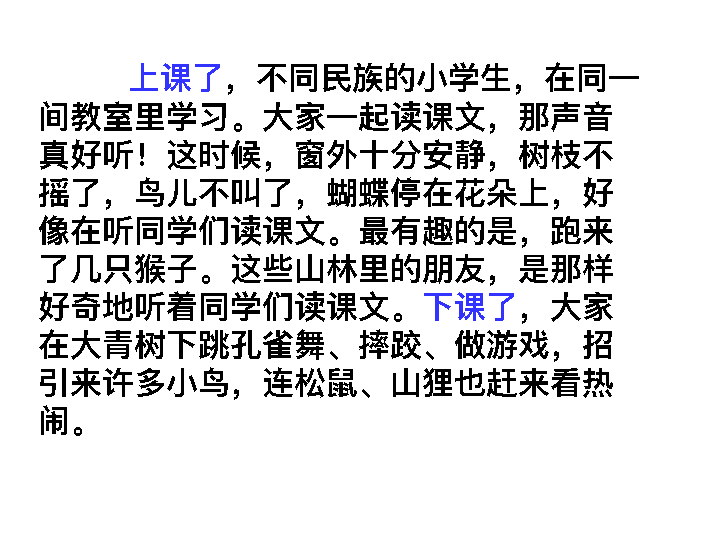 上课了，不同民族的小学生，在同一
间教室里学习。大家一起读课文，那声音
真好听！这时候，窗外十分安静，树枝不
摇了，鸟儿不叫了，蝴蝶停在花朵上，好
像在听同学们读课文。最有趣的是，跑来
了几只猴子。这些山林里的朋友，是那样
好奇地听着同学们读课文。下课了，大家
在大青树下跳孔雀舞、摔跤、做游戏，招
引来许多小鸟，连松鼠、山狸也赶来看热
闹。